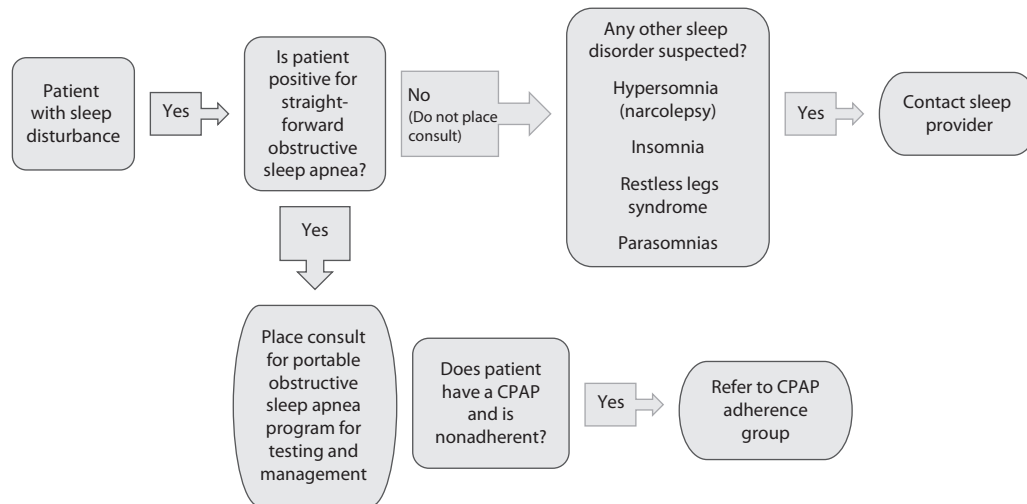 Patient
with sleep
disturbance
Yes
Is patient
positive for
straight-
forward
obstructive
sleep apnea?
No
(Do not place
consult)
Any other sleep
disorder suspected?
Hypersomnia
(narcolepsy)
Insomnia
Restless legs
syndrome
Parasomnias
Yes
Contact sleep
provider
Yes
Place consult
for portable
obstructive
sleep apnea
program for
testing and
management
Does patient
have a CPAP
and is
nonadherent?
Yes
Refer to CPAP
adherence
group